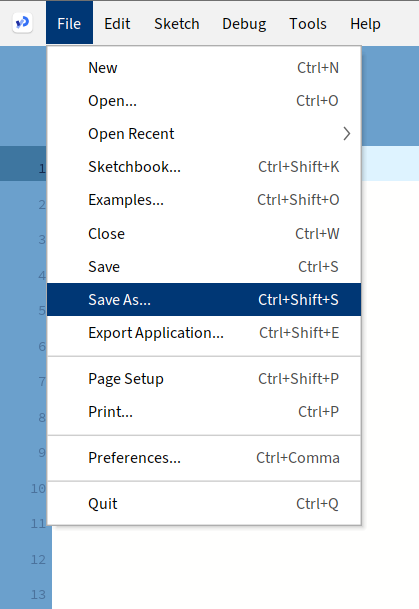 File Edit Sketch Debug Tools Help
New Ctrl+N
Open... Ctrl+O
Open Recent
1 Sketchbook... Ctrl+Shift+K
2 Examples... Ctrl+Shift+O
3 Close Ctrl+W
4 Save Ctrl+S
5 Save As... Ctrl+Shift+S
6 Export Application... Ctrl+Shift+E
7 Page Setup Ctrl+Shift+P
8 Print... Ctrl+P
9 Preferences... Ctrl+Comma
10 Quit Ctrl+Q
11
12
13